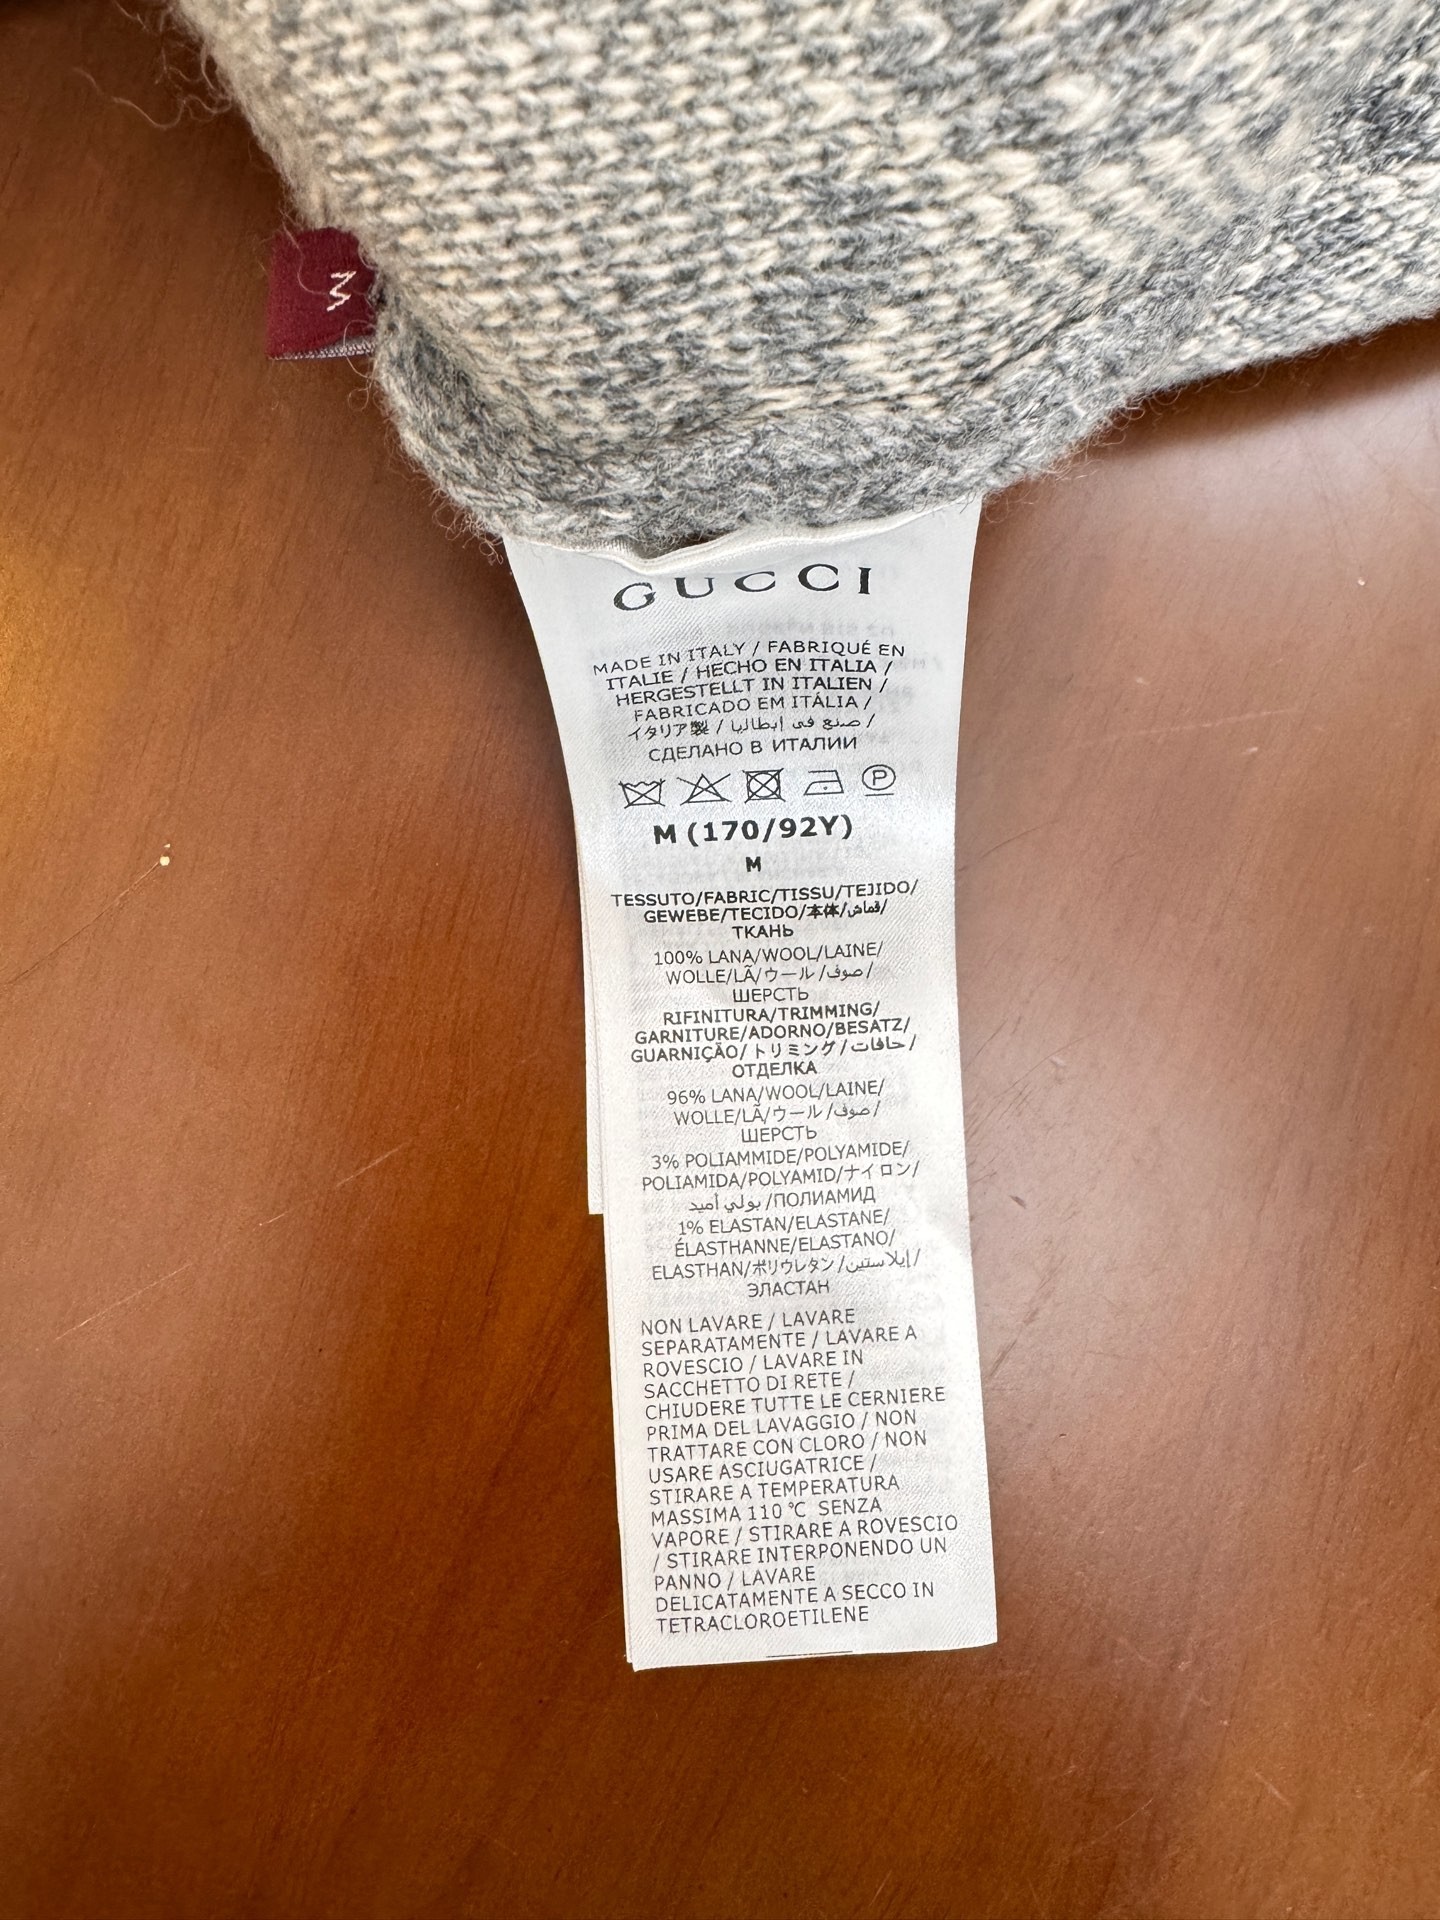 M
GUCCI
MADE IN ITALY / FABRIQUÉ EN
ITALIE / HECHO EN ITALIA /
HERGESTELLT IN ITALIEN /
FABRICADO EM ITÁLIA /
イタリア製 / صنع في إيطاليا /
СДЕЛАНО В ИТАЛИИ
P
M (170/92Y)
M
TESSUTO/FABRIC/TISSU/TEJIDO/
GEWEBE/TECIDO/本体/قماش/
ТКАНЬ
100% LANA/WOOL/LAINE/
WOLLE/LÃ/ウール/صوف/
ШЕРСТЬ
RIFINITURA/TRIMMING/
GARNITURE/ADORNO/BESATZ/
GUARNIÇÃO/トリミング/حافات/
ОТДЕЛКА
96% LANA/WOOL/LAINE/
WOLLE/LÃ/ウール/صوف/
ШЕРСТЬ
3% POLIAMMIDE/POLYAMIDE/
POLIAMIDA/POLYAMID/ナイロン/
بولي أميد/ПОЛИАМИД
1% ELASTAN/ELASTANE/
ÉLASTHANNE/ELASTANO/
ELASTHAN/ポリウレタン/إيلاستين/
ЭЛАСТАН
NON LAVARE / LAVARE
SEPARATAMENTE / LAVARE A
ROVESCIO / LAVARE IN
SACCHETTO DI RETE /
CHIUDERE TUTTE LE CERNIERE
PRIMA DEL LAVAGGIO / NON
TRATTARE CON CLORO / NON
USARE ASCIUGATRICE /
STIRARE A TEMPERATURA
MASSIMA 110 °C SENZA
VAPORE / STIRARE A ROVESCIO
/ STIRARE INTERPONENDO UN
PANNO / LAVARE
DELICATAMENTE A SECCO IN
TETRACLOROETILENE